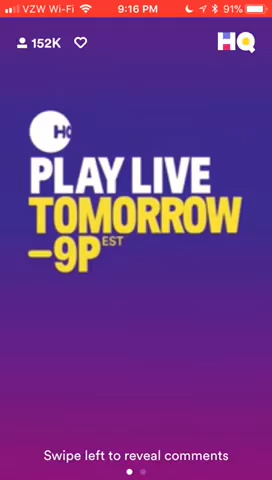 VZW Wi-Fi 9:16 PM 91%
152K
HQ
HQ
PLAY LIVE
TOMORROW
–9P EST
Swipe left to reveal comments